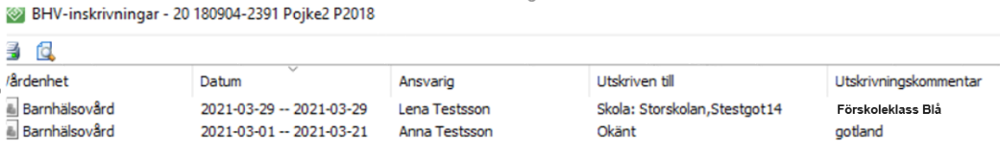 BHV-inskrivningar - 20 180904-2391 Pojke2 P2018
Vårdenhet Datum Ansvarig Utskriven till Utskrivningskommentar
Barnhälsovård 2021-03-29 -- 2021-03-29 Lena Testsson Skola: Storskolan,Stestgot14 Förskoleklass Blå
Barnhälsovård 2021-03-01 -- 2021-03-21 Anna Testsson Okänt gotland